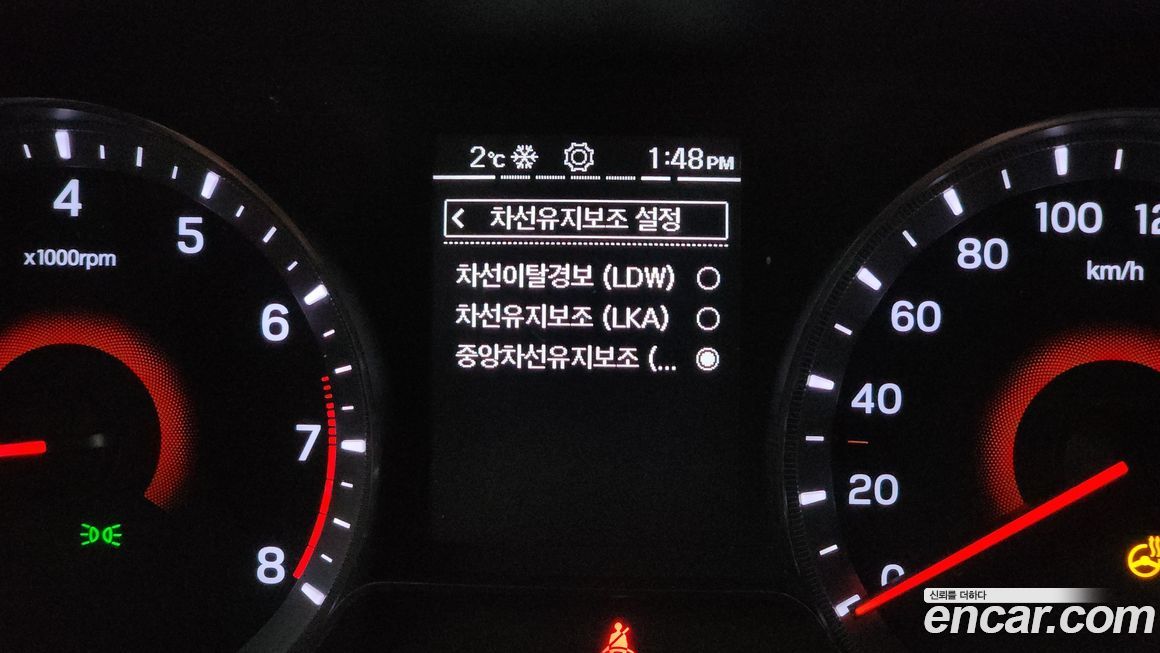 2℃
1:48PM
차선유지보조 설정
차선이탈경보 (LDW)
차선유지보조 (LKA)
중앙차선유지보조 (...
4
5
6
7
8
x1000rpm
0
20
40
60
80
100
km/h
신뢰를 더하다
encar.com